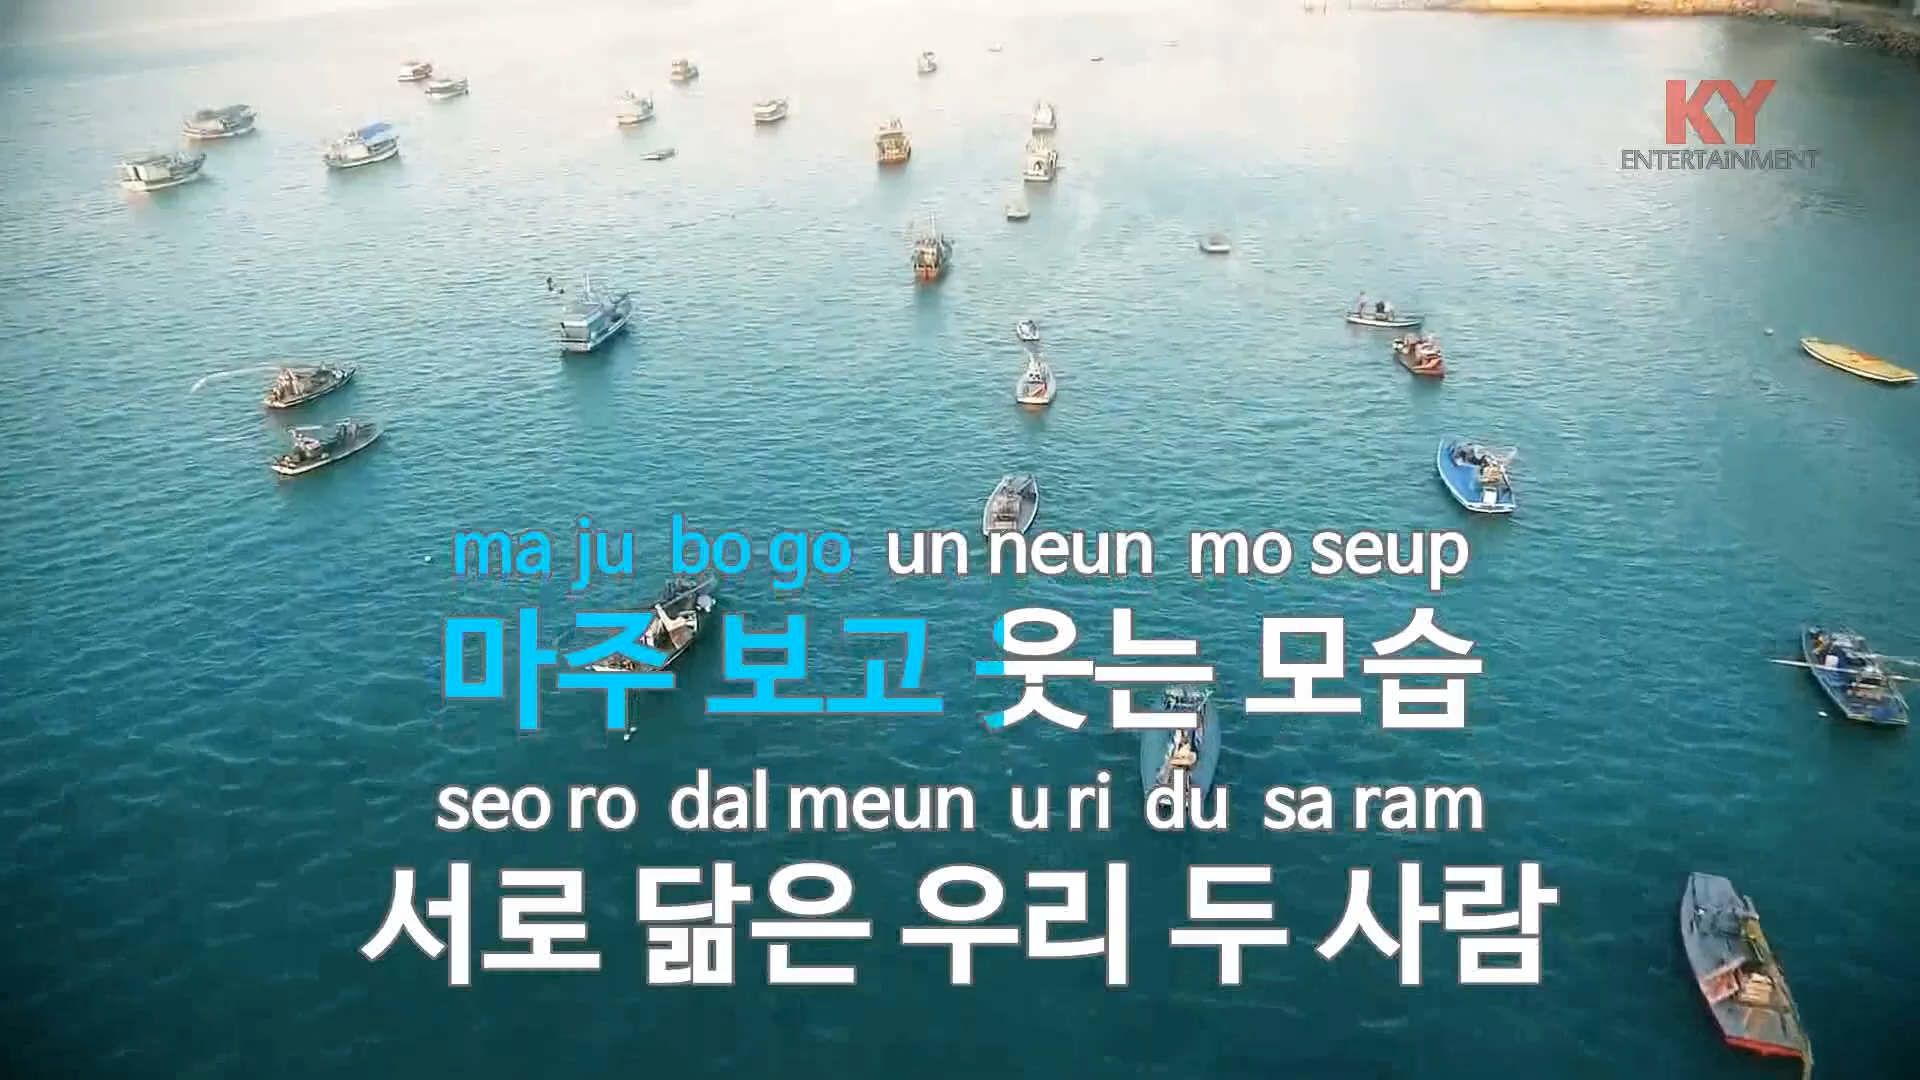 KY
ENTERTAiNMENT
ma ju bo go un neun mo seup
마주 보고 웃는 모습
seo ro dal meun u ri du sa ram
서로 닮은 우리 두 사람